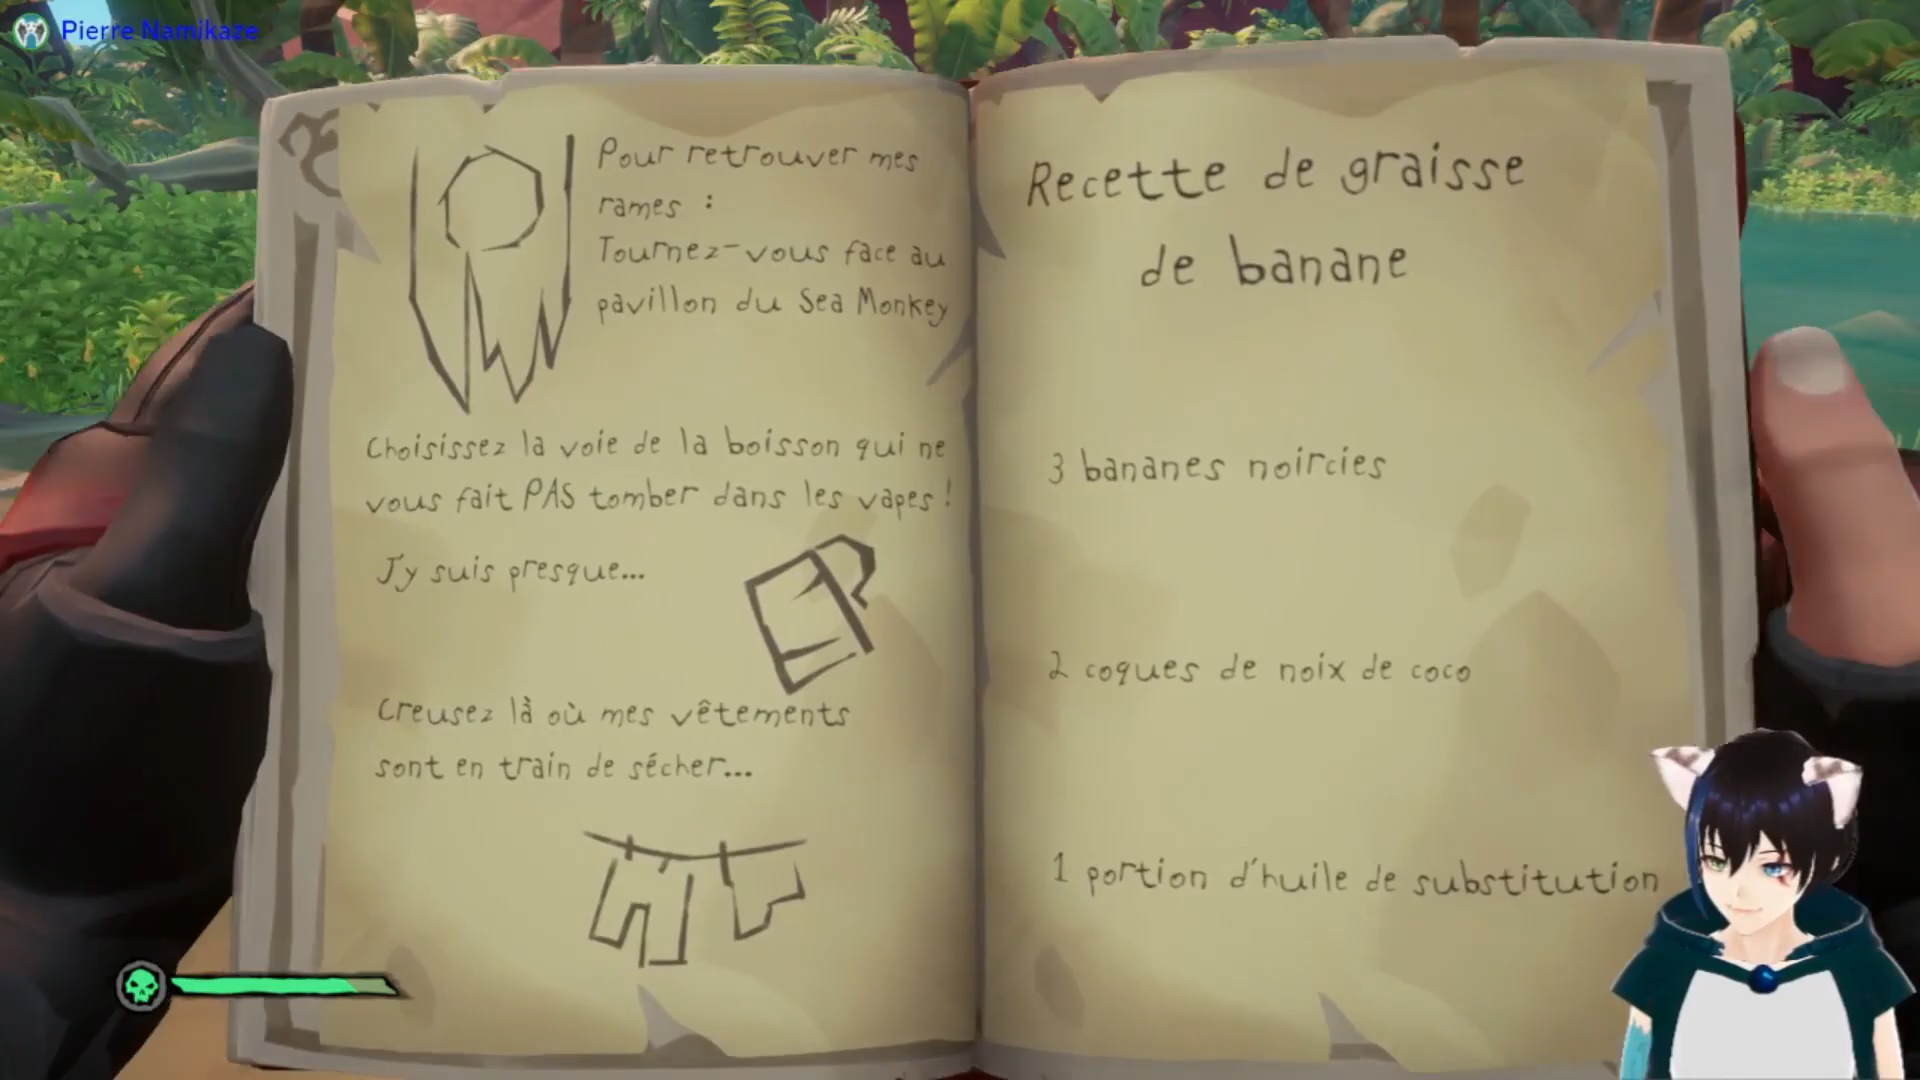 Pierre Namikaze
Pour retrouver mes
rames :
Tournez-vous face au
pavillon du Sea Monkey
Choisissez la voie de la boisson qui ne
vous fait PAS tomber dans les vapes !
J'y suis presque...
Creusez là où mes vêtements
sont en train de sécher...
Recette de graisse
de banane
3 bananes noircies
2 coques de noix de coco
1 portion d'huile de substitution